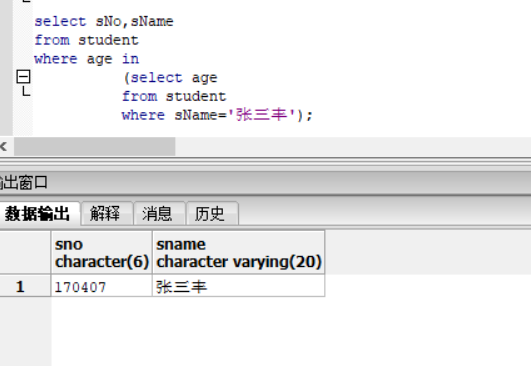 select sNo,sName
from student
where age in
(select age
from student
where sName='张三丰');
出窗口
数据输出 解释 消息 历史
sno sname
character(6) character varying(20)
1 170407 张三丰